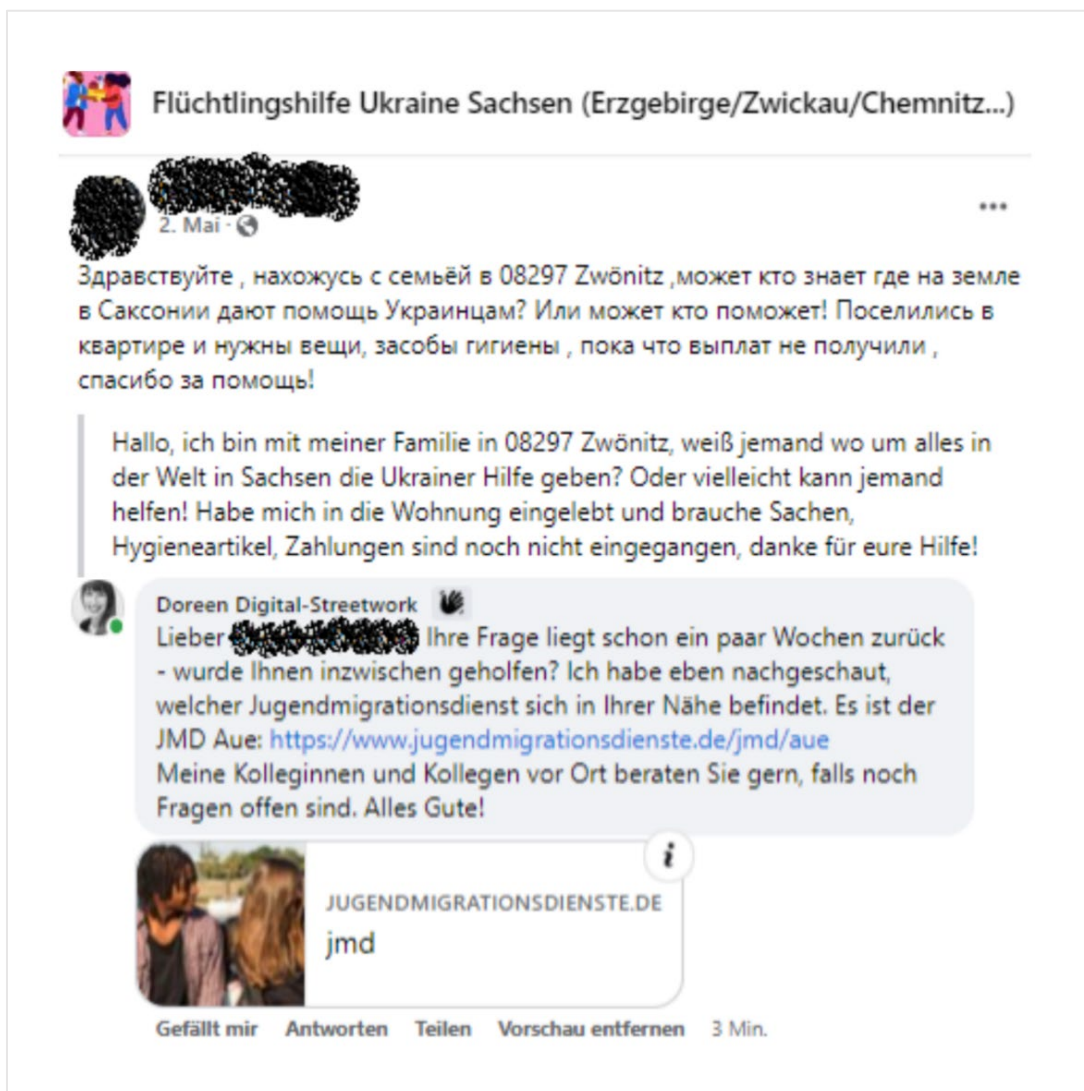 Flüchtlingshilfe Ukraine Sachsen (Erzgebirge/Zwickau/Chemnitz...)
2. Mai ·
Здравствуйте , нахожусь с семьёй в 08297 Zwönitz ,может кто знает где на земле
в Саксонии дают помощь Украинцам? Или может кто поможет! Поселились в
квартире и нужны вещи, засобы гигиены , пока что выплат не получили ,
спасибо за помощь!
Hallo, ich bin mit meiner Familie in 08297 Zwönitz, weiß jemand wo um alles in
der Welt in Sachsen die Ukrainer Hilfe geben? Oder vielleicht kann jemand
helfen! Habe mich in die Wohnung eingelebt und brauche Sachen,
Hygieneartikel, Zahlungen sind noch nicht eingegangen, danke für eure Hilfe!
Doreen Digital-Streetwork
Lieber Ihre Frage liegt schon ein paar Wochen zurück
- wurde Ihnen inzwischen geholfen? Ich habe eben nachgeschaut,
welcher Jugendmigrationsdienst sich in Ihrer Nähe befindet. Es ist der
JMD Aue: https://www.jugendmigrationsdienste.de/jmd/aue
Meine Kolleginnen und Kollegen vor Ort beraten Sie gern, falls noch
Fragen offen sind. Alles Gute!
i
JUGENDMIGRATIONSDIENSTE.DE
jmd
Gefällt mir Antworten Teilen Vorschau entfernen 3 Min.